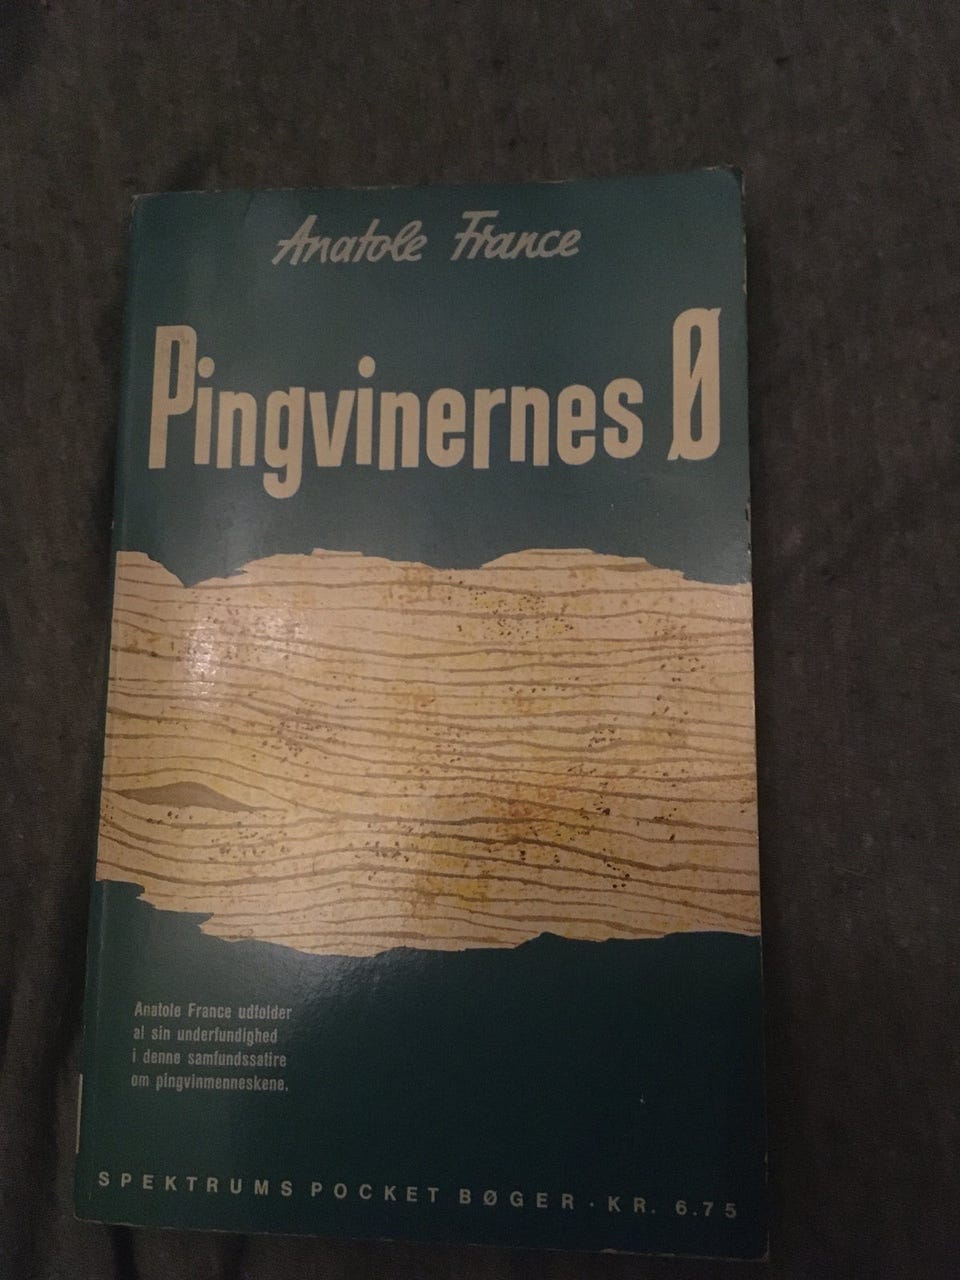 Anatole France
Pingvinernes Ø
Anatole France udfolder
al sin underfundighed
i denne samfundssatire
om pingvinmenneskene.
SPEKTRUMS POCKET BØGER · KR. 6.75